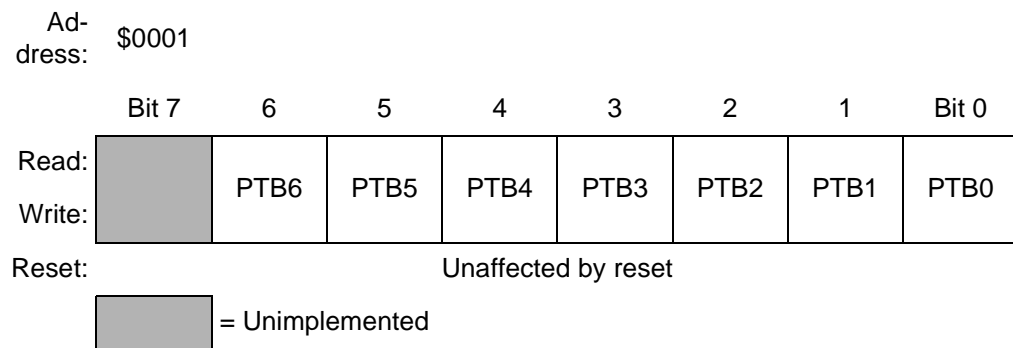 Ad-
dress: $0001
Bit 7 6 5 4 3 2 1 Bit 0
Read:
PTB6 PTB5 PTB4 PTB3 PTB2 PTB1 PTB0
Write:
Reset: Unaffected by reset
= Unimplemented